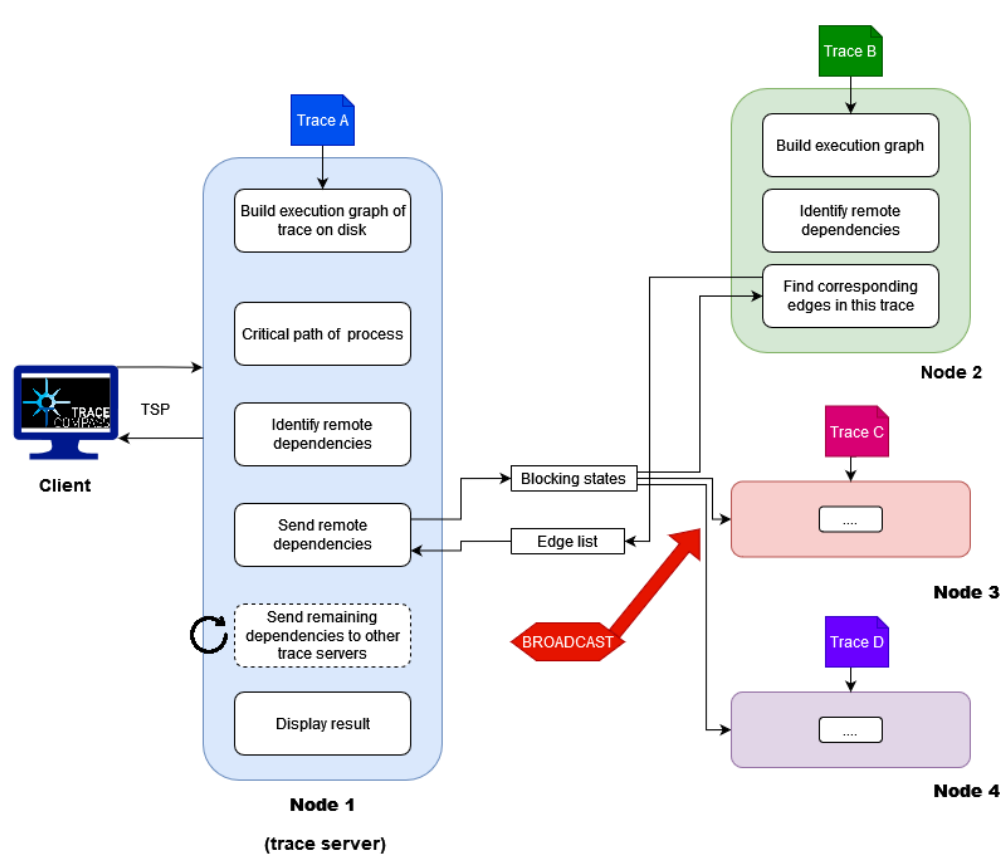 Trace B
Trace A
Build execution graph
Build execution graph of
trace on disk
Identify remote
dependencies
Find corresponding
edges in this trace
Critical path of  process
Node 2
TRACE
COMPASS
TSP
Client
Identify remote
dependencies
Trace C
Blocking states
Send remote
dependencies
....
Edge list
Node 3
Send remaining
dependencies to other
trace servers
BROADCAST
Trace D
Display result
....
Node 4
Node 1
(trace server)